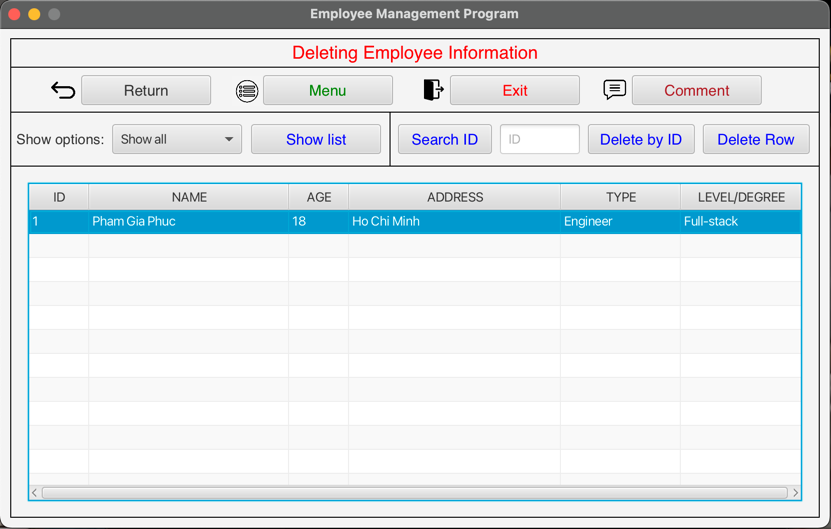 Employee Management Program
Deleting Employee Information
Return Menu Exit Comment
Show options: Show all Show list Search ID ID Delete by ID Delete Row
ID NAME AGE ADDRESS TYPE LEVEL/DEGREE
1 Pham Gia Phuc 18 Ho Chi Minh Engineer Full-stack